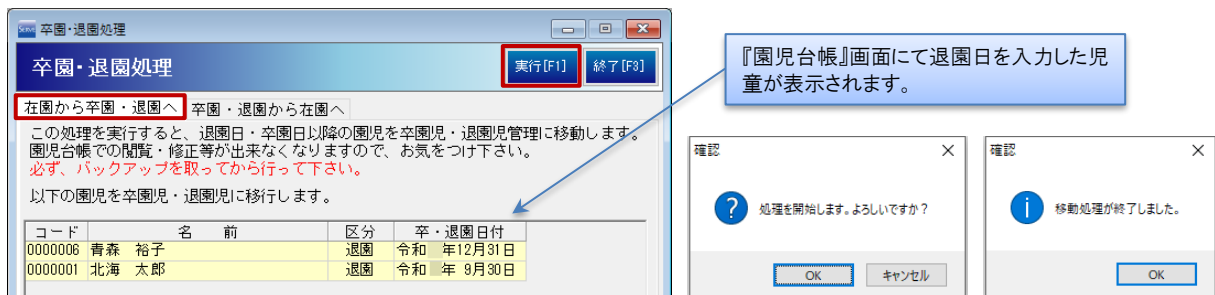 卒園・退園処理
卒園・退園処理
実行[F1]
終了[F3]
在園から卒園・退園へ
卒園・退園から在園へ
この処理を実行すると、退園日・卒園日以降の園児を卒園児・退園児管理に移動します。
園児台帳での閲覧・修正等が出来なくなりますので、お気をつけ下さい。
必ず、バックアップを取ってから行って下さい。
以下の園児を卒園児・退園児に移行します。
コード 名 前 区分 卒・退園日付
0000006 青森 裕子 退園 令和 年12月31日
0000001 北海 太郎 退園 令和 年 9月30日
『園児台帳』画面にて退園日を入力した児
童が表示されます。
確認
処理を開始します。よろしいですか？
OK
キャンセル
確認
移動処理が終了しました。
OK